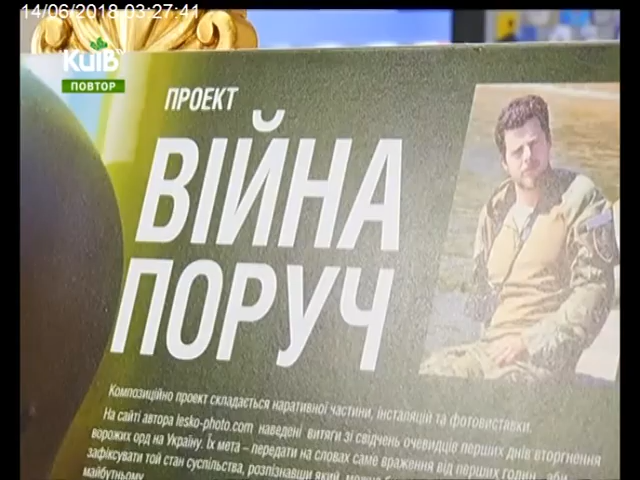 14/06/2018 03:27:41
КИЇВ
ПОВТОР
ПРОЕКТ
ВІЙНА
ПОРУЧ
Композиційно проект складається наративної частини, інсталяцій та фотовиставки.
На сайті автора lesko-photo.com наведені витяги зі свідчень очевидців перших днів вторгнення
ворожих орд на Україну. Їх мета – передати на словах саме враження від перших годин
зафіксувати той стан суспільства, розпізнавши який, можна
майбутньому